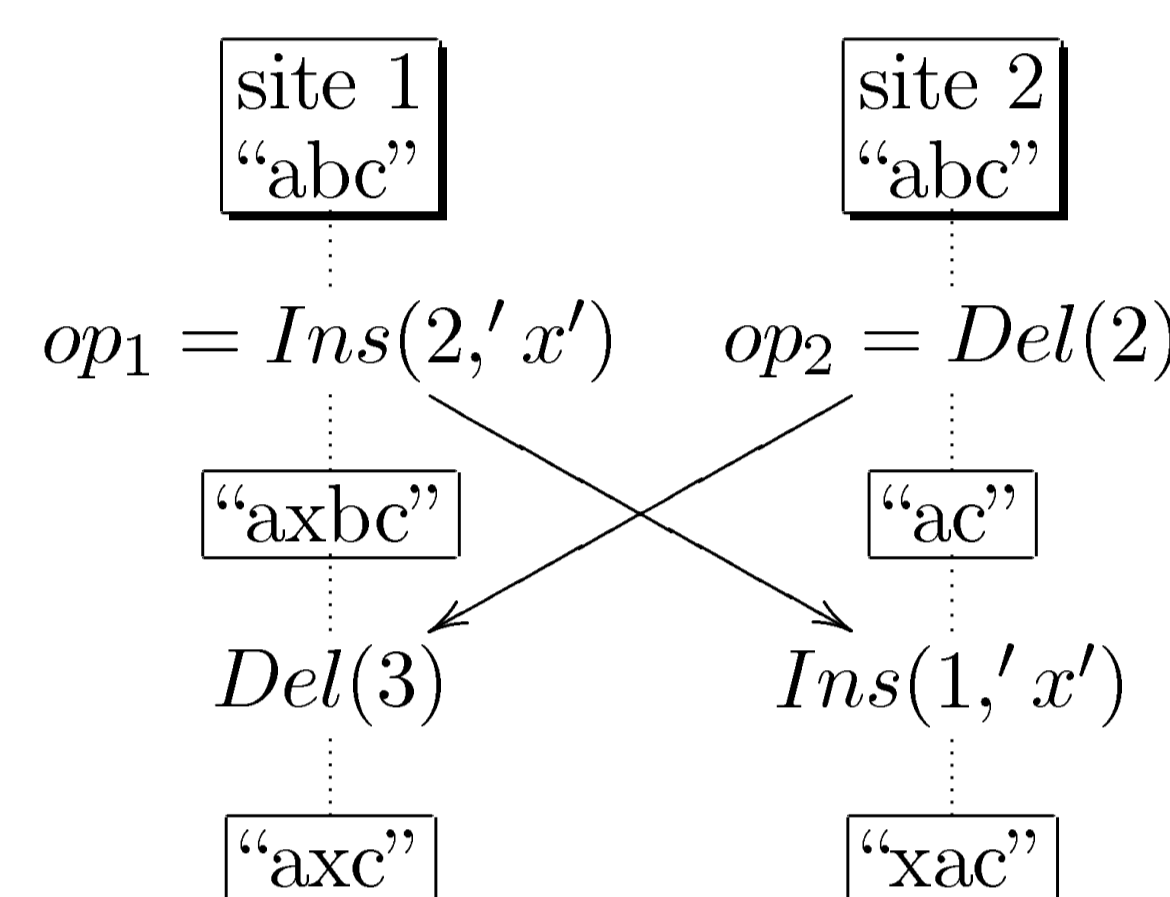 site 1
“abc”
site 2
“abc”
op₁ = Ins(2,′ x′)
op₂ = Del(2)
“axbc”
“ac”
Del(3)
Ins(1,′ x′)
“axc”
“xac”